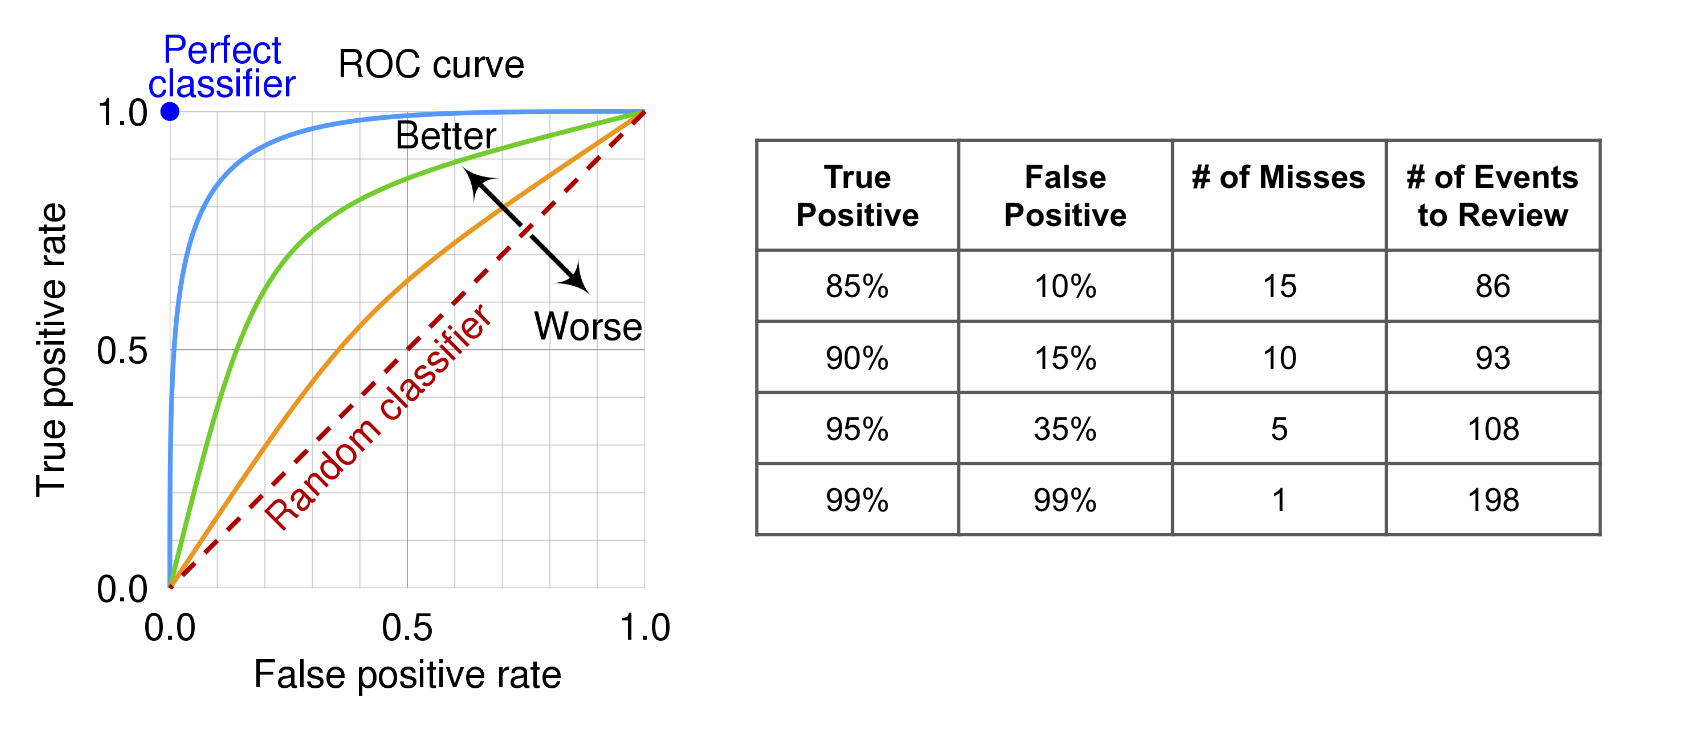 Perfect
classifier
ROC curve
1.0
Better
Worse
0.5
Random classifier
0.0
0.0 0.5 1.0
True positive rate
False positive rate
True Positive | False Positive | # of Misses | # of Events to Review
85% | 10% | 15 | 86
90% | 15% | 10 | 93
95% | 35% | 5 | 108
99% | 99% | 1 | 198